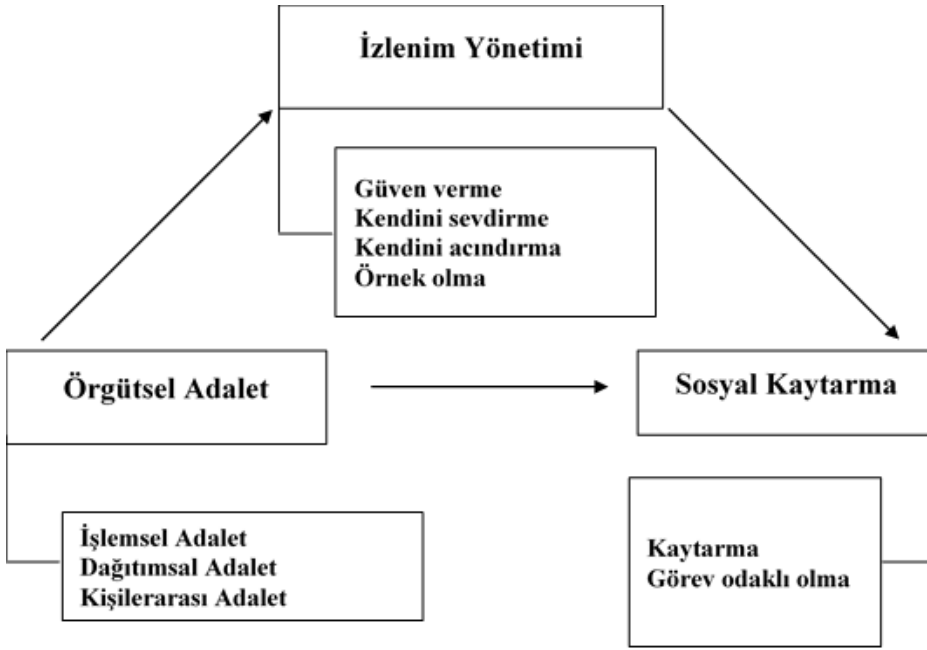 İzlenim Yönetimi
Güven verme
Kendini sevdirme
Kendini acındırma
Örnek olma
Örgütsel Adalet
Sosyal Kaytarma
İşlemsel Adalet
Dağıtımsal Adalet
Kişilerarası Adalet
Kaytarma
Görev odaklı olma